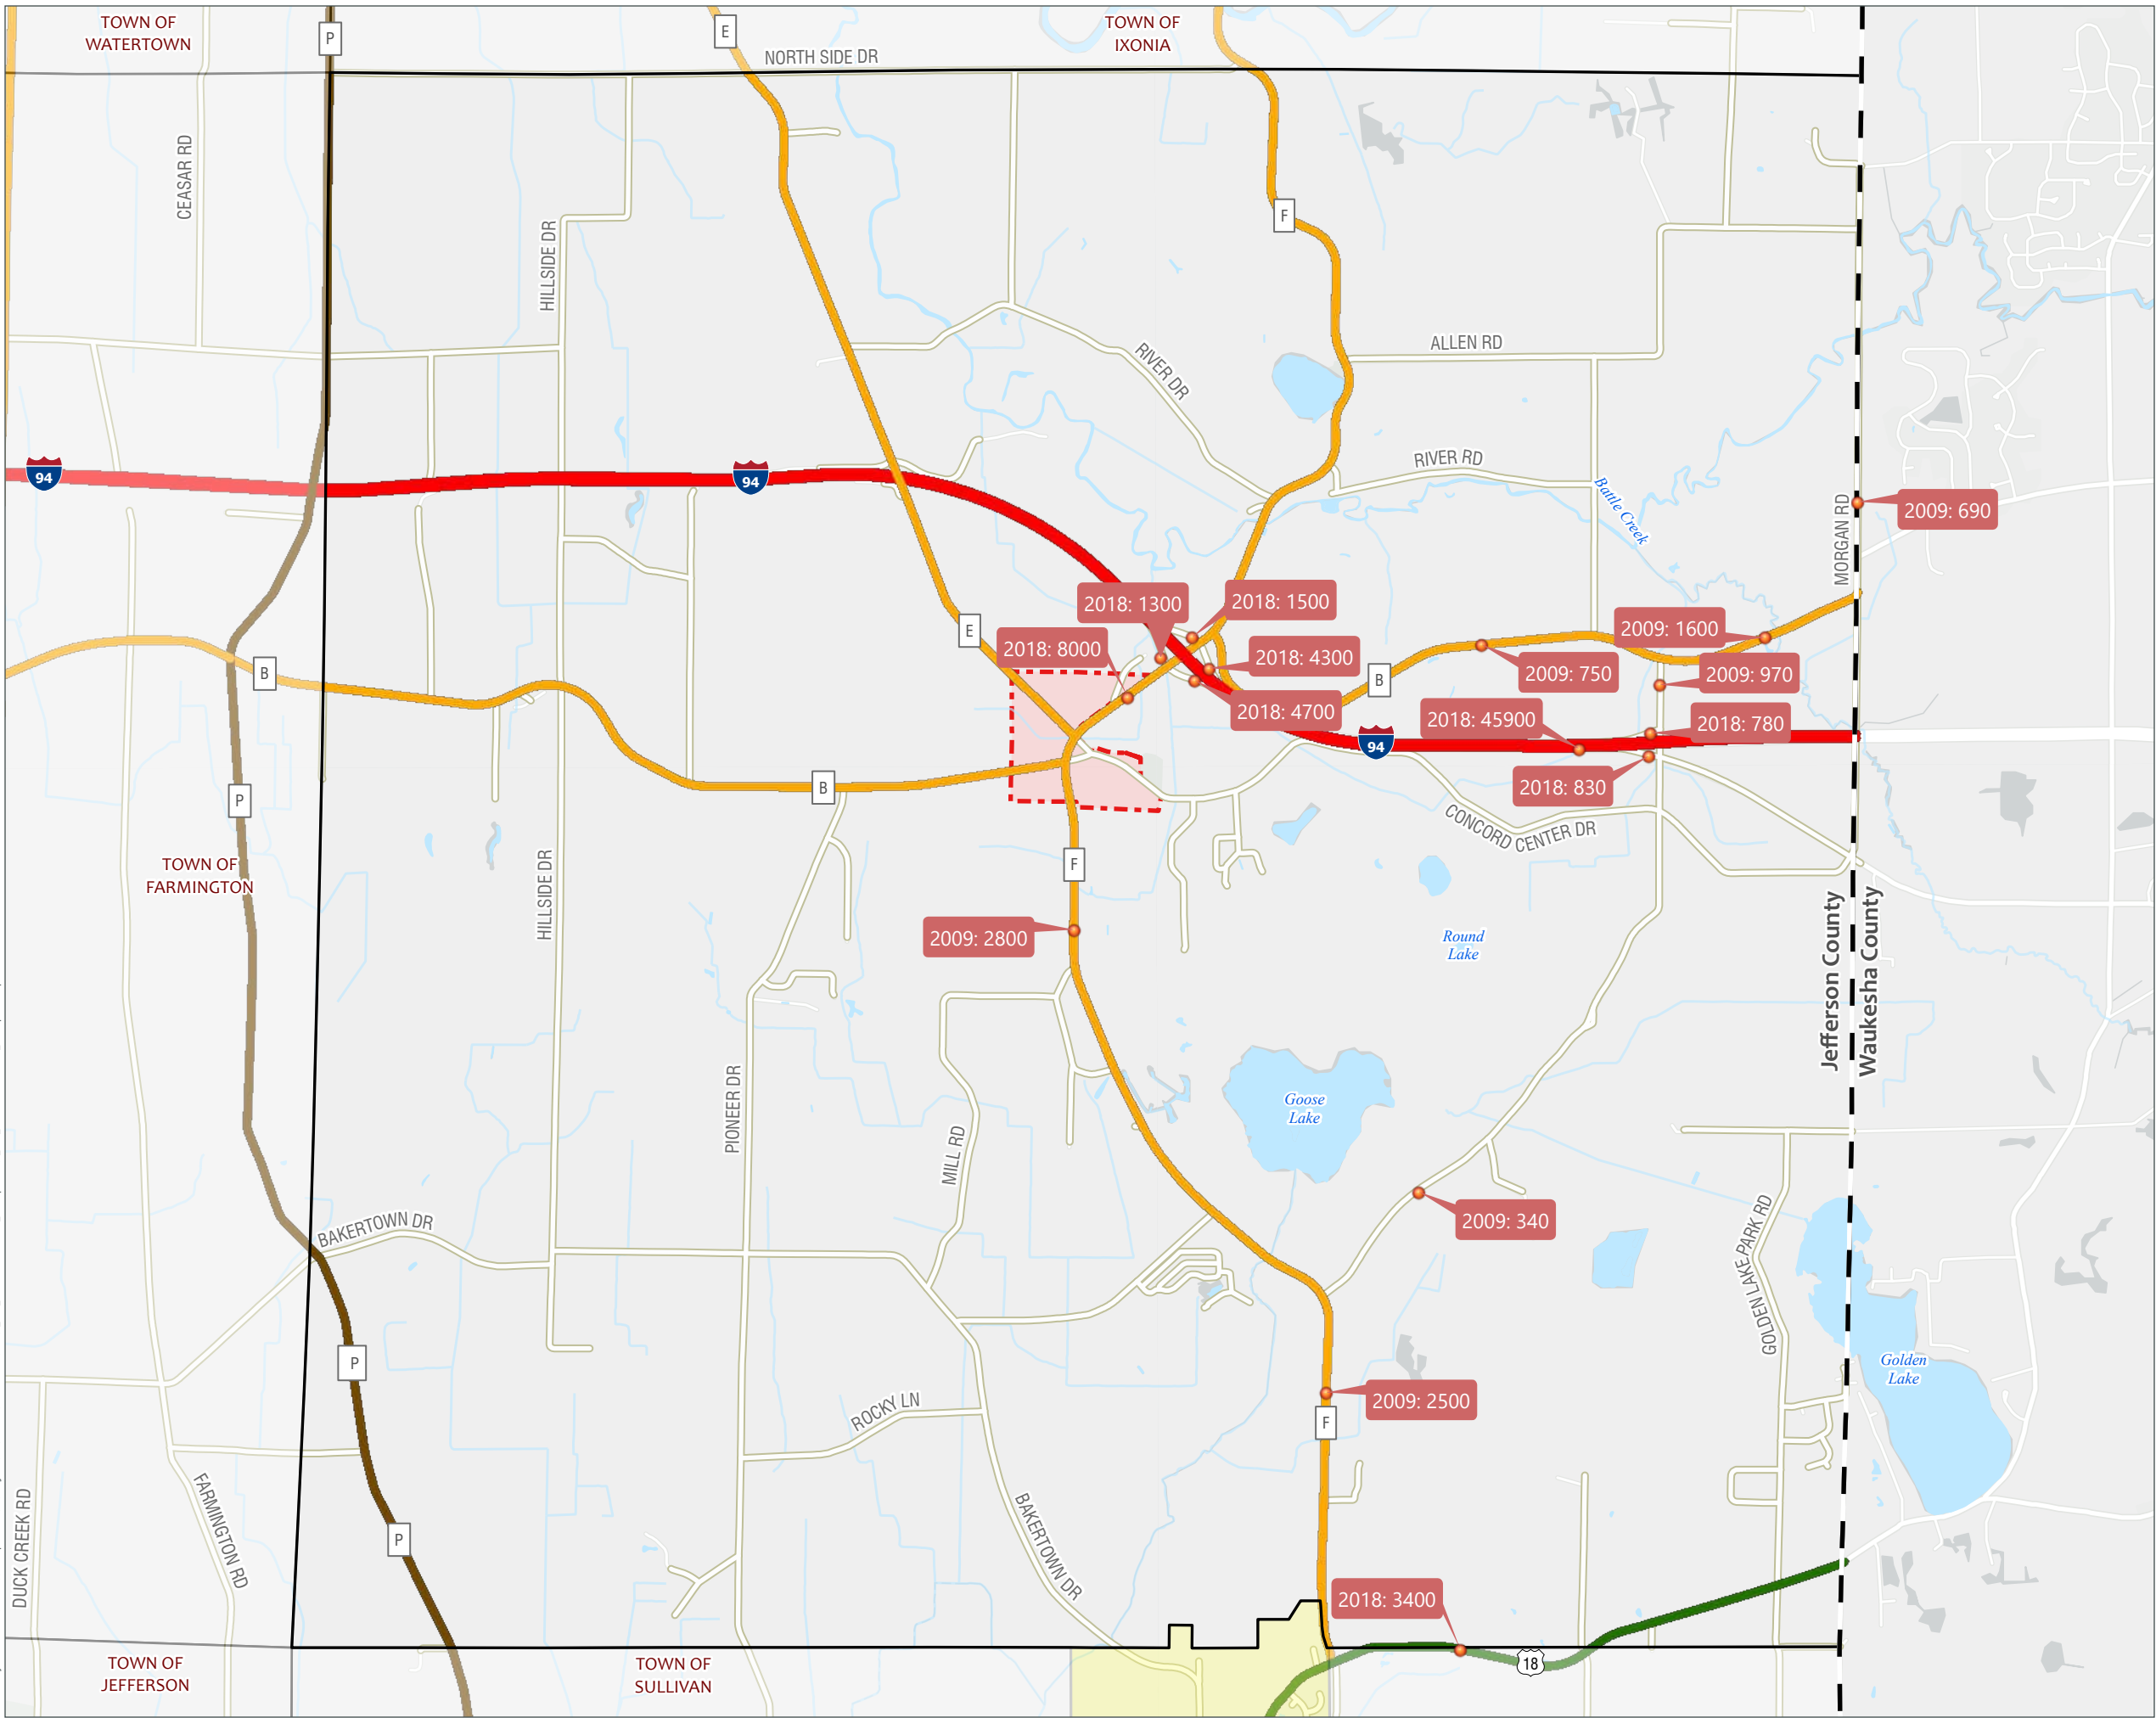 TOWN OF
WATERTOWN
P
E
TOWN OF
IXONIA
NORTH SIDE DR
CEASAR RD
HILLSIDE DR
F
RIVER DR
ALLEN RD
RIVER RD
94
94
Battle Creek
MORGAN RD
2009: 690
2018: 1300
2018: 1500
E
2018: 8000
2018: 4300
2009: 1600
B
B
2009: 750
2009: 970
2018: 4700
2018: 45900
2018: 780
94
P
B
2018: 830
CONCORD CENTER DR
TOWN OF
FARMINGTON
F
HILLSIDE DR
2009: 2800
Round
Lake
Jefferson County
Waukesha County
Goose
Lake
PIONEER DR
MILL RD
BAKERTOWN DR
2009: 340
GOLDEN LAKE PARK RD
P
Golden
Lake
2009: 2500
F
ROCKY LN
FARMINGTON RD
DUCK CREEK RD
P
BAKERTOWN DR
2018: 3400
18
TOWN OF
JEFFERSON
TOWN OF
SULLIVAN